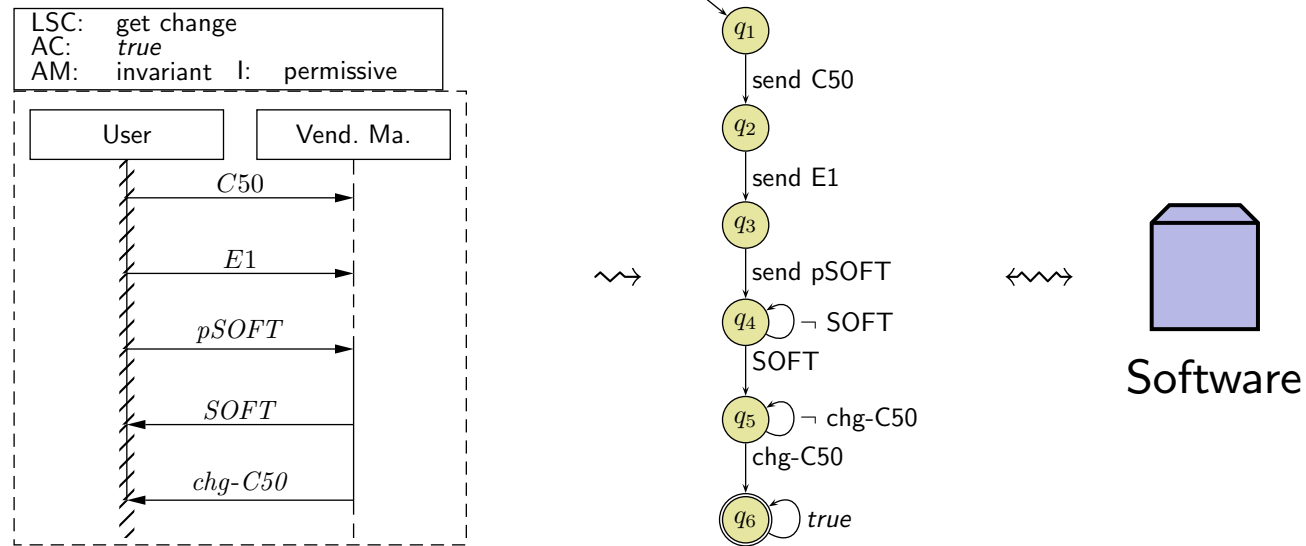 LSC: get change
AC: true
AM: invariant I: permissive
User
Vend. Ma.
C50
E1
pSOFT
SOFT
chg-C50
q1
send C50
q2
send E1
q3
send pSOFT
q4
¬ SOFT
SOFT
q5
¬ chg-C50
chg-C50
q6
true
Software